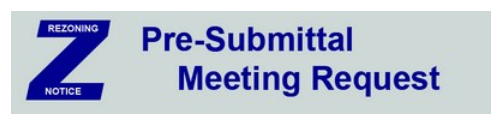 REZONING
Z
NOTICE
Pre-Submittal
Meeting Request